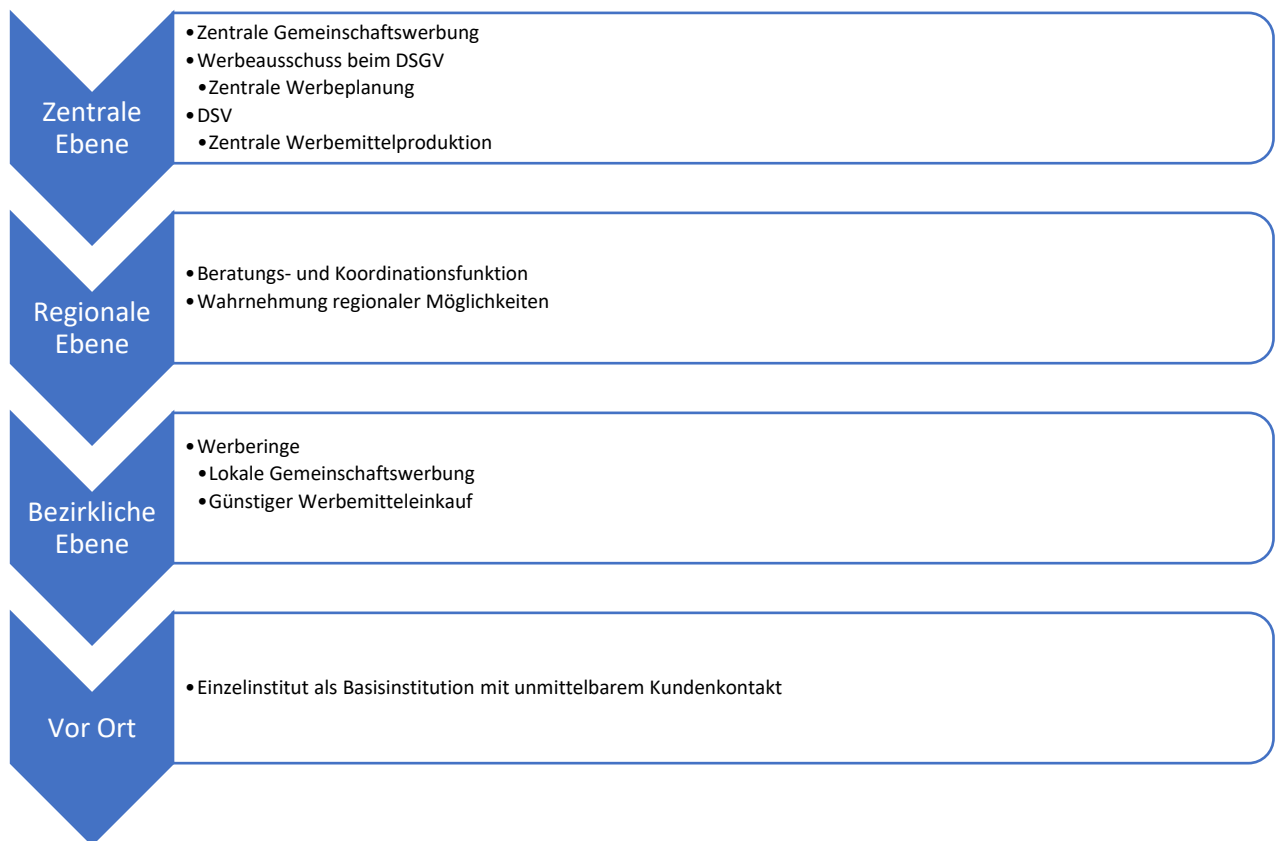 Zentrale
Ebene
•Zentrale Gemeinschaftswerbung
•Werbeausschuss beim DSGV
•Zentrale Werbeplanung
•DSV
•Zentrale Werbemittelproduktion
Regionale
Ebene
•Beratungs- und Koordinationsfunktion
•Wahrnehmung regionaler Möglichkeiten
Bezirkliche
Ebene
•Werberinge
•Lokale Gemeinschaftswerbung
•Günstiger Werbemitteleinkauf
Vor Ort
•Einzelinstitut als Basisinstitution mit unmittelbarem Kundenkontakt